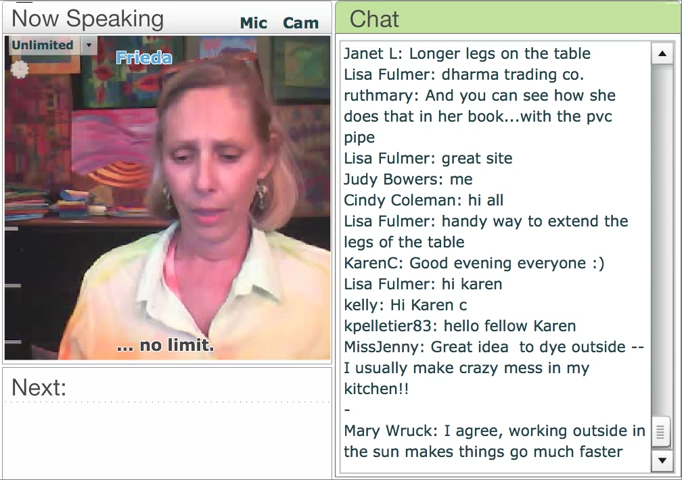 Now Speaking
Mic Cam
Unlimited
Frieda
... no limit.
Next:
Chat
Janet L: Longer legs on the table
Lisa Fulmer: dharma trading co.
ruthmary: And you can see how she
does that in her book...with the pvc
pipe
Lisa Fulmer: great site
Judy Bowers: me
Cindy Coleman: hi all
Lisa Fulmer: handy way to extend the
legs of the table
KarenC: Good evening everyone :)
Lisa Fulmer: hi karen
kelly: Hi Karen c
kpelletier83: hello fellow Karen
MissJenny: Great idea  to dye outside --
I usually make crazy mess in my
kitchen!!
-
Mary Wruck: I agree, working outside in
the sun makes things go much faster